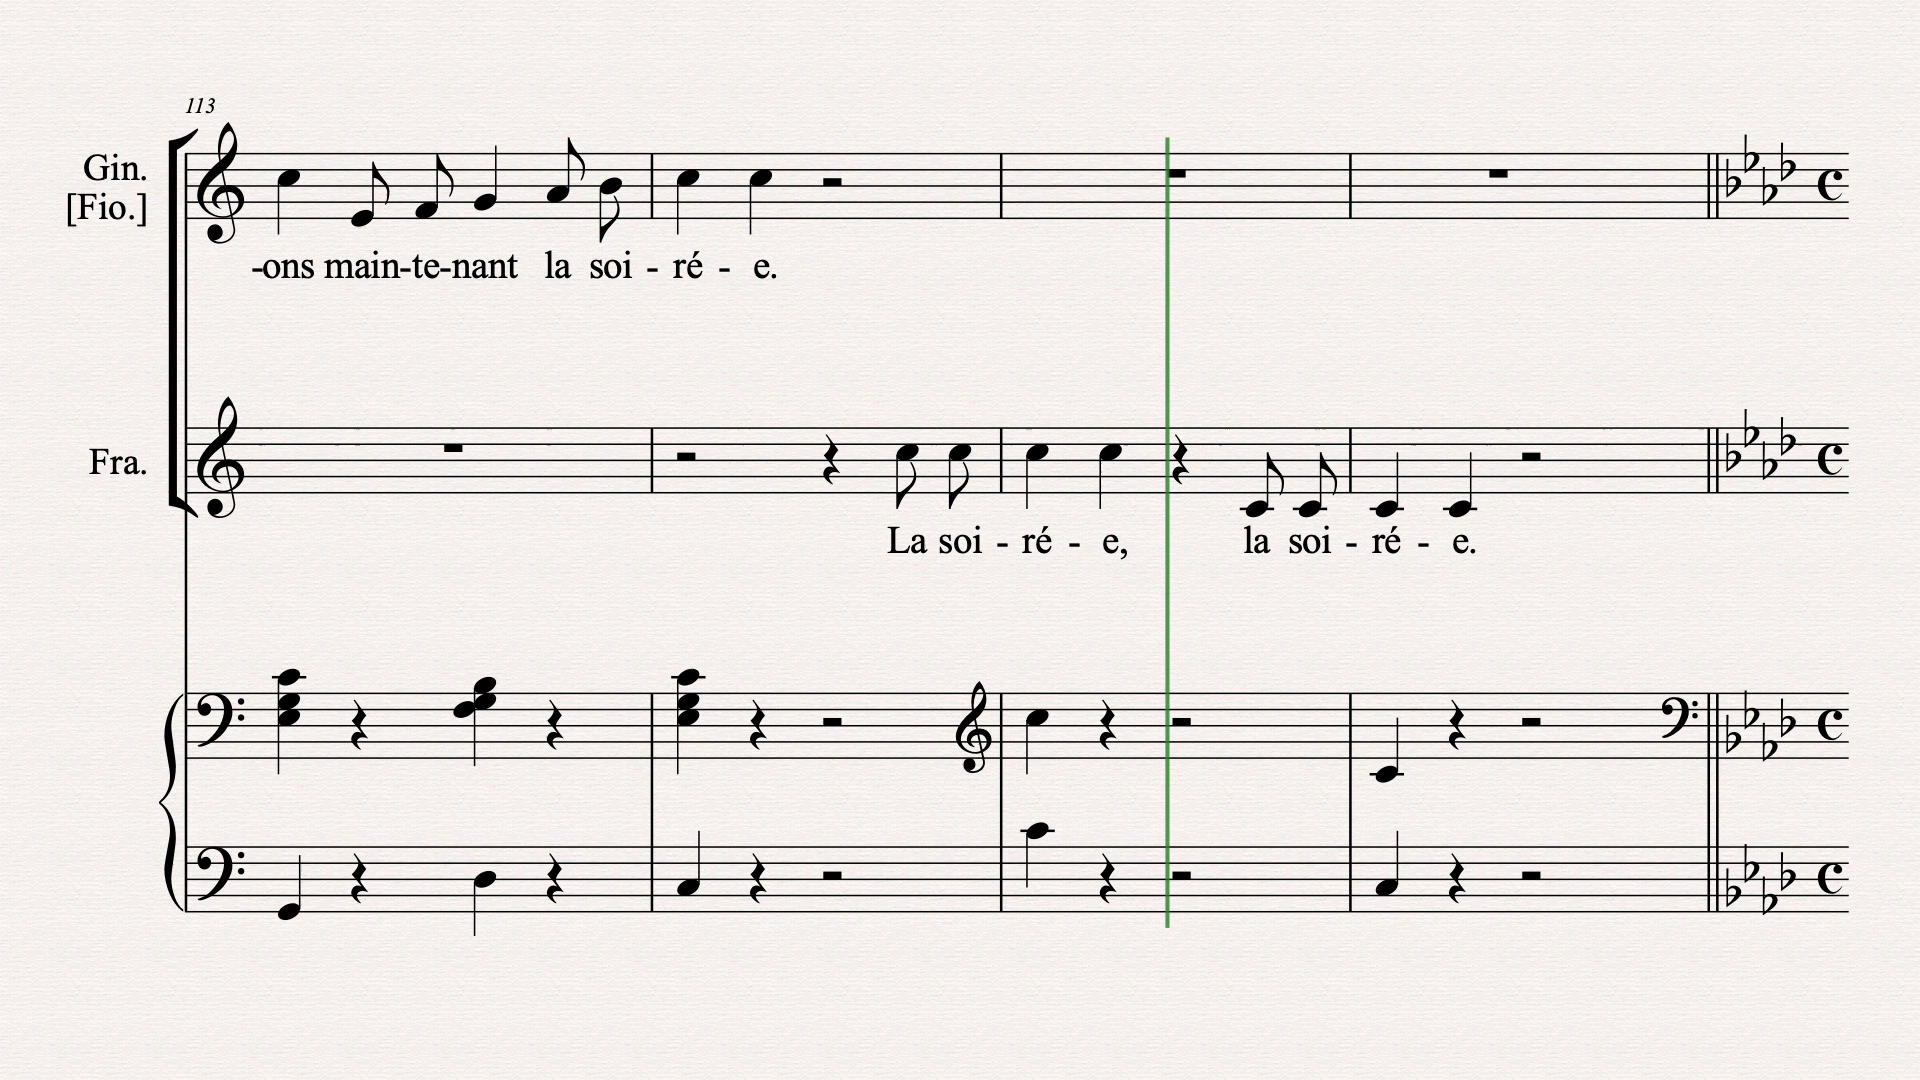 113
Gin.
[Fio.]
-ons main-te-nant la soi - ré - e.
Fra.
La soi - ré - e, la soi - ré - e.